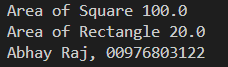 Area of Square 100.0
Area of Rectangle 20.0
Abhay Raj, 00976803122